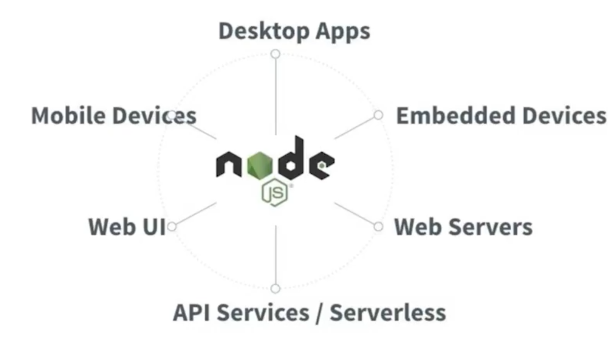 Desktop Apps
Mobile Devices
Embedded Devices
node
JS
Web UI
Web Servers
API Services / Serverless